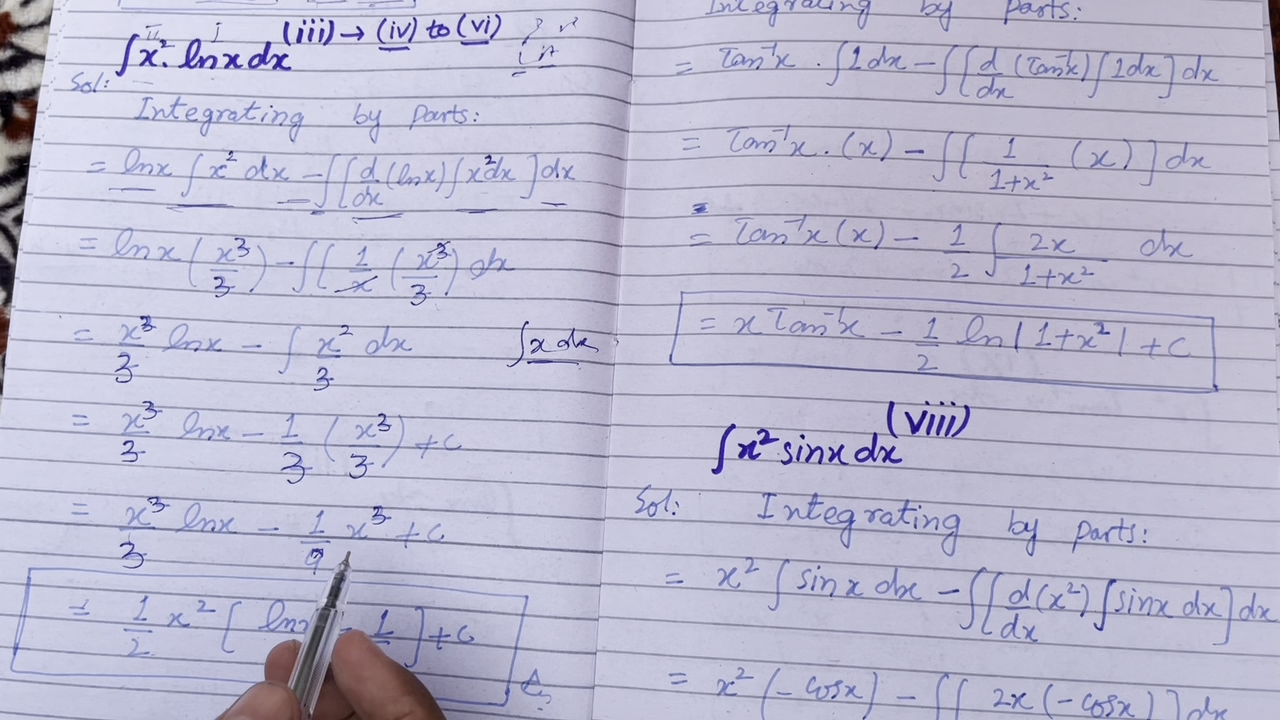 (iii) → (iv) to (vi)
∫x². lnx dx
Sol:
Integrating by parts:
= lnx ∫ x² dx - ∫[d/dx (lnx) ∫x²dx] dx
= lnx (x³/3) - ∫( 1/x (x³/3) dx
= x³/3 lnx - ∫ x²/3 dx ∫x dx
= x³/3 lnx - 1/3 (x³/3) + c
= x³/3 lnx - 1/9 x³ + c
= 1/2 x² [ lnx - 1/ ] + c
Integrating by parts:
= Tan⁻¹x . ∫1dx - ∫[d/dx (Tan⁻¹x) ∫1dx] dx
= Tan⁻¹x . (x) - ∫[ 1/1+x² (x) ] dx
= Tan⁻¹x (x) - 1/2 ∫ 2x/1+x² dx
= x Tan⁻¹x - 1/2 ln|1+x²| + c
(viii)
∫x² sinx dx
Sol: Integrating by parts:
= x² ∫ sinx dx - ∫[d/dx (x²) ∫sinx dx] dx
= x² (-cosx) - ∫[ 2x (-cosx) ] dx